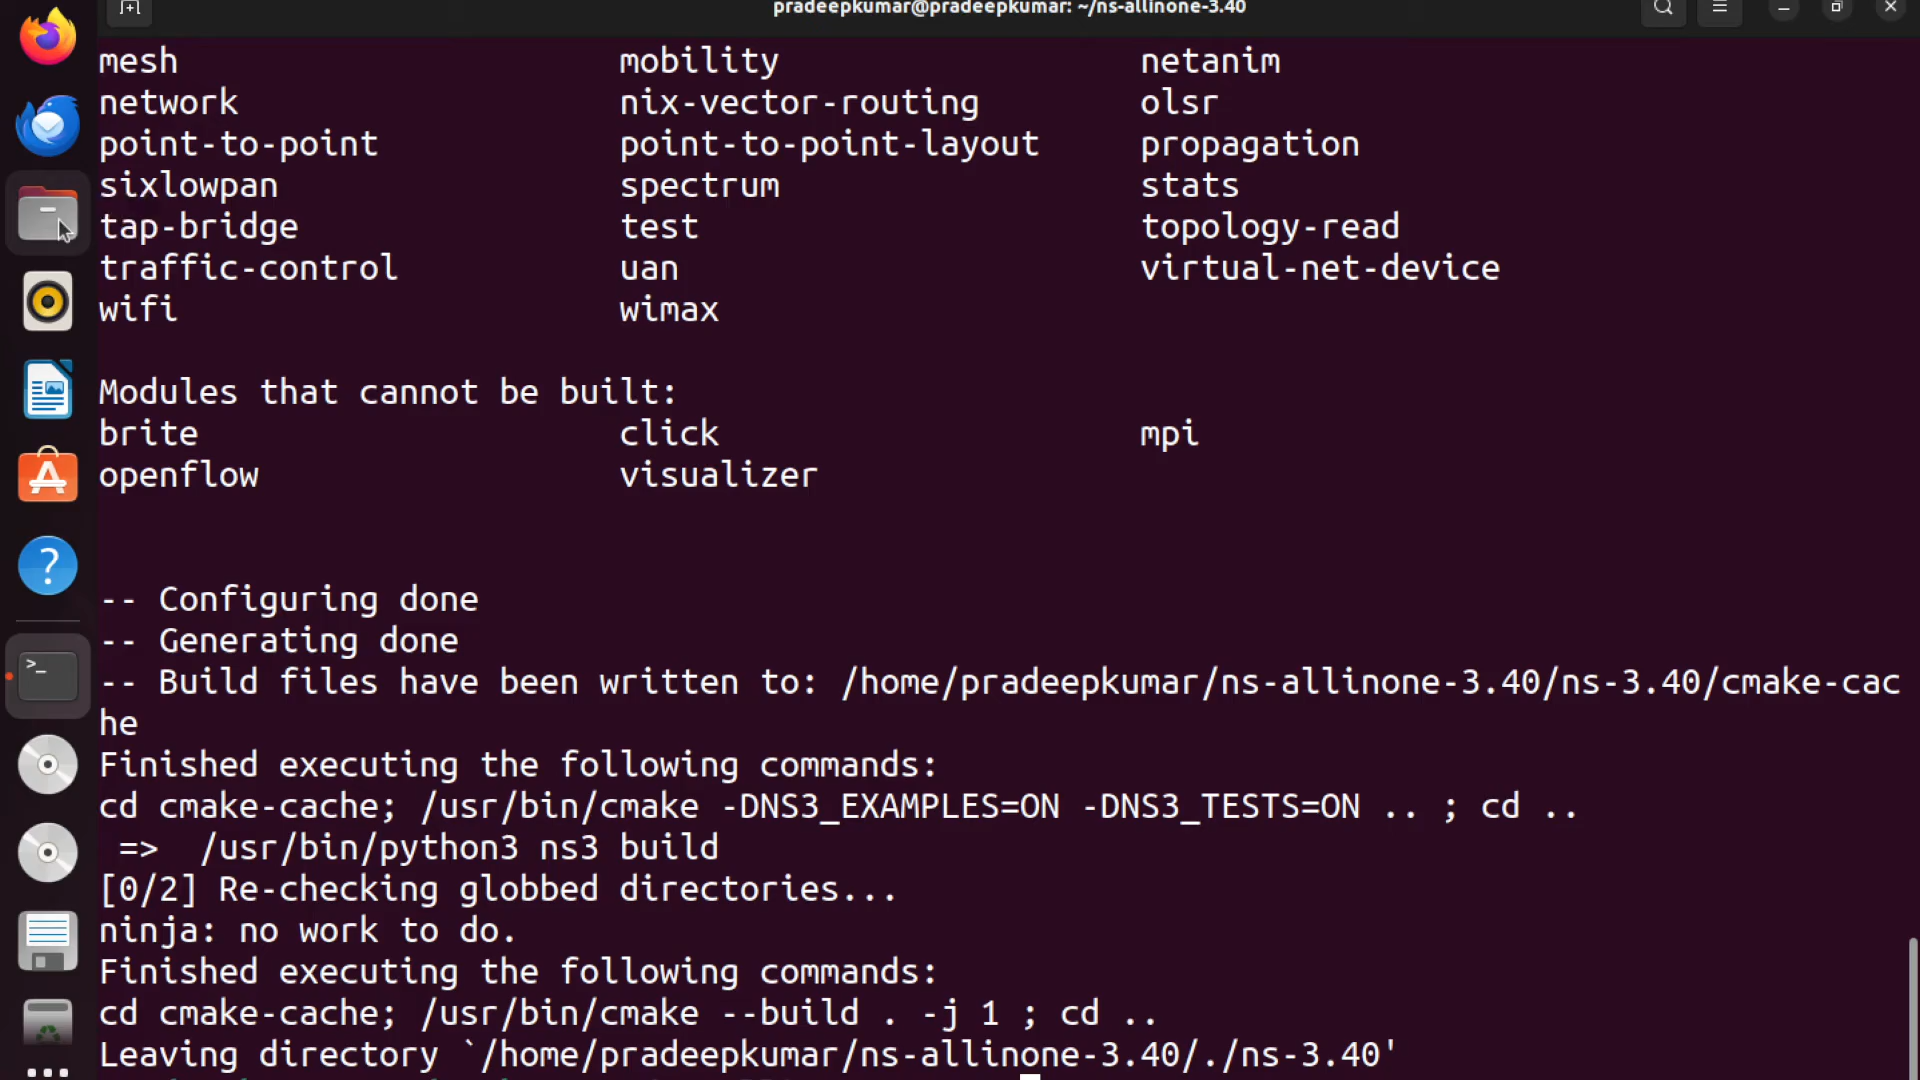 pradeepkumar@pradeepkumar: ~/ns-allinone-3.40
mesh mobility netanim
network nix-vector-routing olsr
point-to-point point-to-point-layout propagation
sixlowpan spectrum stats
tap-bridge test topology-read
traffic-control uan virtual-net-device
wifi wimax
Modules that cannot be built:
brite click mpi
openflow visualizer
-- Configuring done
-- Generating done
-- Build files have been written to: /home/pradeepkumar/ns-allinone-3.40/ns-3.40/cmake-cac
he
Finished executing the following commands:
cd cmake-cache; /usr/bin/cmake -DNS3_EXAMPLES=ON -DNS3_TESTS=ON .. ; cd ..
=> /usr/bin/python3 ns3 build
[0/2] Re-checking globbed directories...
ninja: no work to do.
Finished executing the following commands:
cd cmake-cache; /usr/bin/cmake --build . -j 1 ; cd ..
Leaving directory `/home/pradeepkumar/ns-allinone-3.40/./ns-3.40'